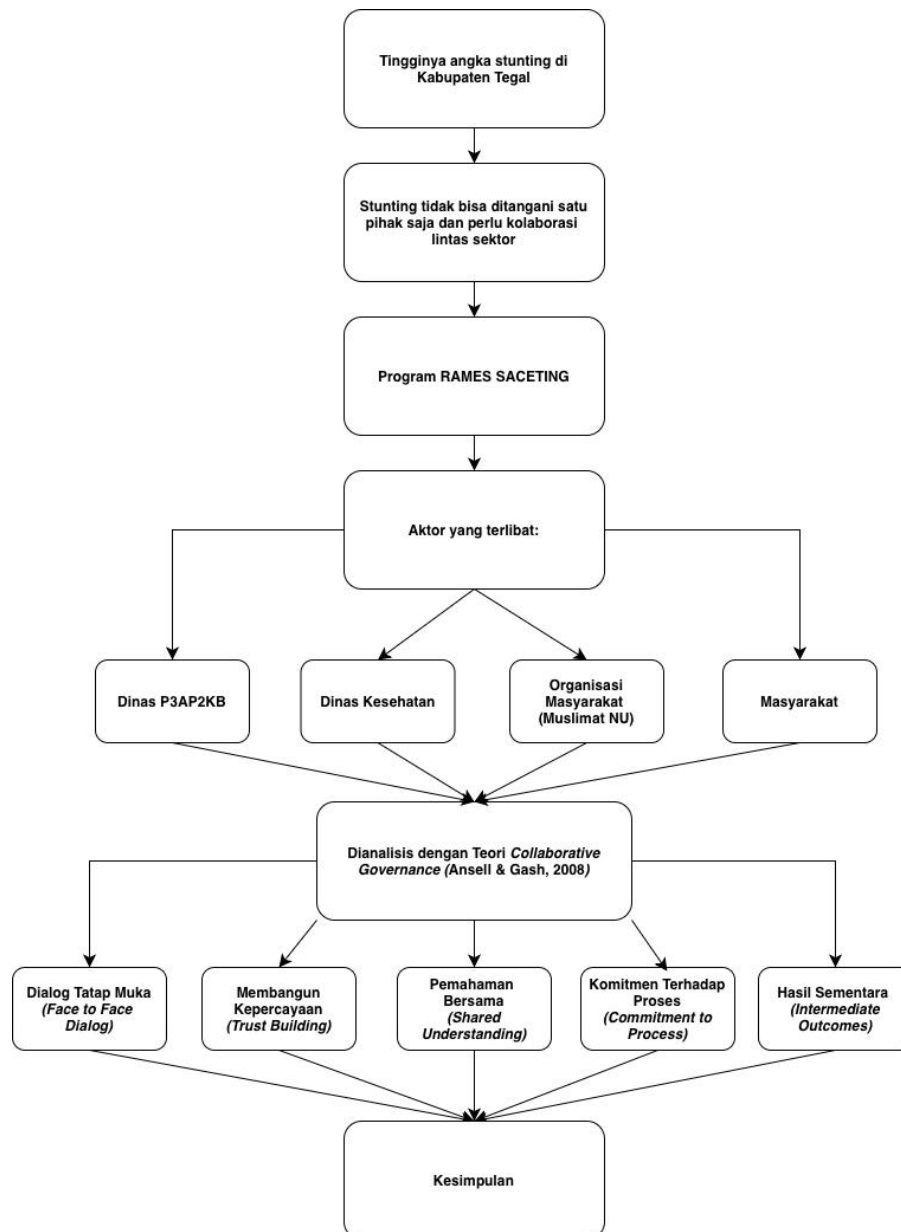 Tingginya angka stunting di
Kabupaten Tegal
Stunting tidak bisa ditangani satu
pihak saja dan perlu kolaborasi
lintas sektor
Program RAMES SACETING
Aktor yang terlibat:
Dinas P3AP2KB
Dinas Kesehatan
Organisasi
Masyarakat
(Muslimat NU)
Masyarakat
Dianalisis dengan Teori Collaborative
Governance (Ansell & Gash, 2008)
Dialog Tatap Muka
(Face to Face
Dialog)
Membangun
Kepercayaan
(Trust Building)
Pemahaman
Bersama
(Shared
Understanding)
Komitmen Terhadap
Proses
(Commitment to
Process)
Hasil Sementara
(Intermediate
Outcomes)
Kesimpulan